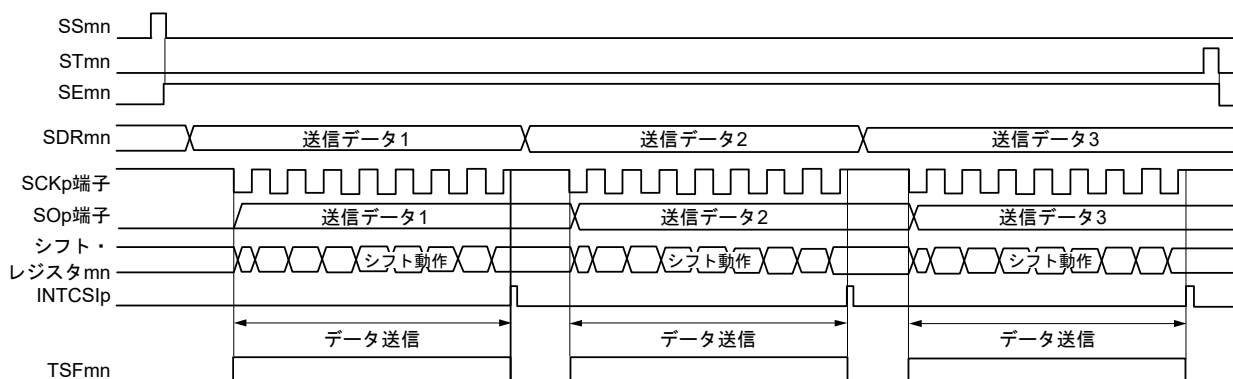 SSmn
STmn
SEmn
SDRmn 送信データ1 送信データ2 送信データ3
SCKp端子
SOp端子 送信データ1 送信データ2 送信データ3
シフト・
レジスタmn シフト動作 シフト動作 シフト動作
INTCSIp
データ送信 データ送信 データ送信
TSFmn